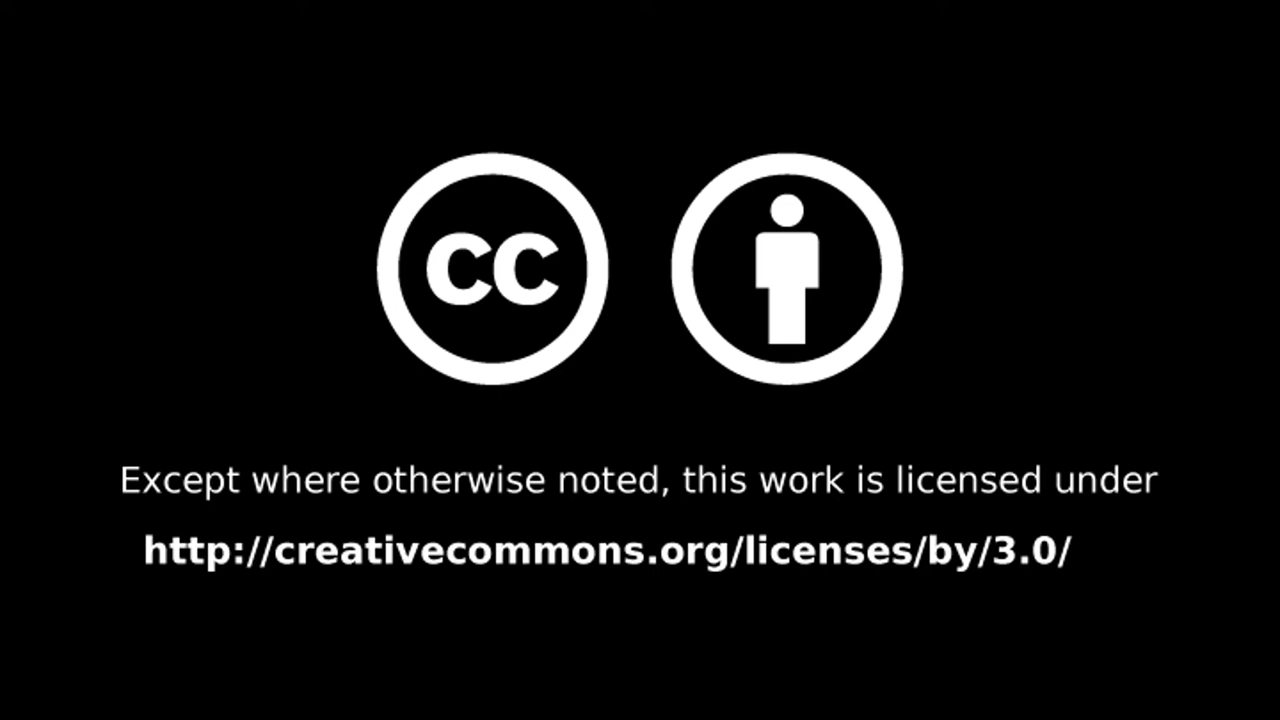 cc
Except where otherwise noted, this work is licensed under
http://creativecommons.org/licenses/by/3.0/